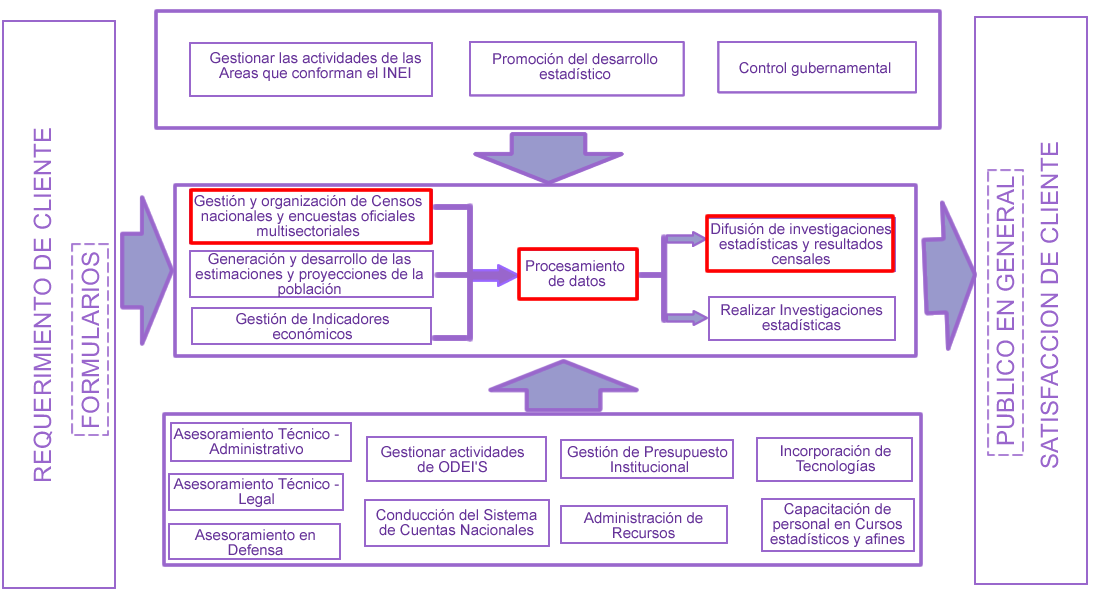 REQUERIMIENTO DE CLIENTE
FORMULARIOS
Gestionar las actividades de las
Areas que conforman el INEI
Promoción del desarrollo
estadístico
Control gubernamental
Gestión y organización de Censos
nacionales y encuestas oficiales
multisectoriales
Generación y desarrollo de las
estimaciones y proyecciones de la
población
Gestión de Indicadores
económicos
Procesamiento
de datos
Difusión de investigaciones
estadísticas y resultados
censales
Realizar Investigaciones
estadísticas
Asesoramiento Técnico -
Administrativo
Asesoramiento Técnico -
Legal
Asesoramiento en
Defensa
Gestionar actividades
de ODEI'S
Conducción del Sistema
de Cuentas Nacionales
Gestión de Presupuesto
Institucional
Administración de
Recursos
Incorporación de
Tecnologías
Capacitación de
personal en Cursos
estadísticos y afines
PUBLICO EN GENERAL
SATISFACCION DE CLIENTE